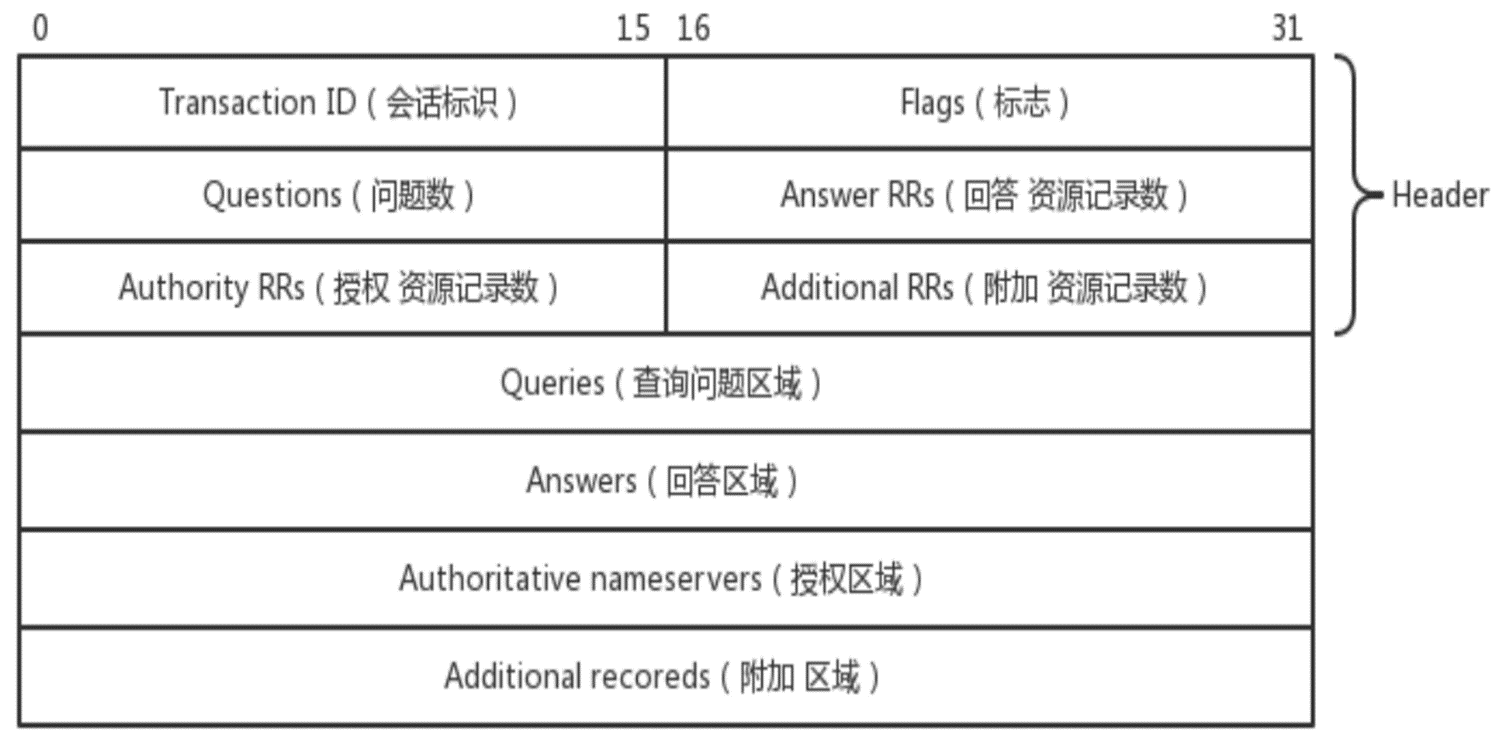 0 15 16 31
Transaction ID（会话标识） Flags（标志）
Questions（问题数） Answer RRs（回答 资源记录数）
Header
Authority RRs（授权 资源记录数） Additional RRs（附加 资源记录数）
Queries（查询问题区域）
Answers（回答区域）
Authoritative nameservers（授权区域）
Additional recoreds（附加 区域）